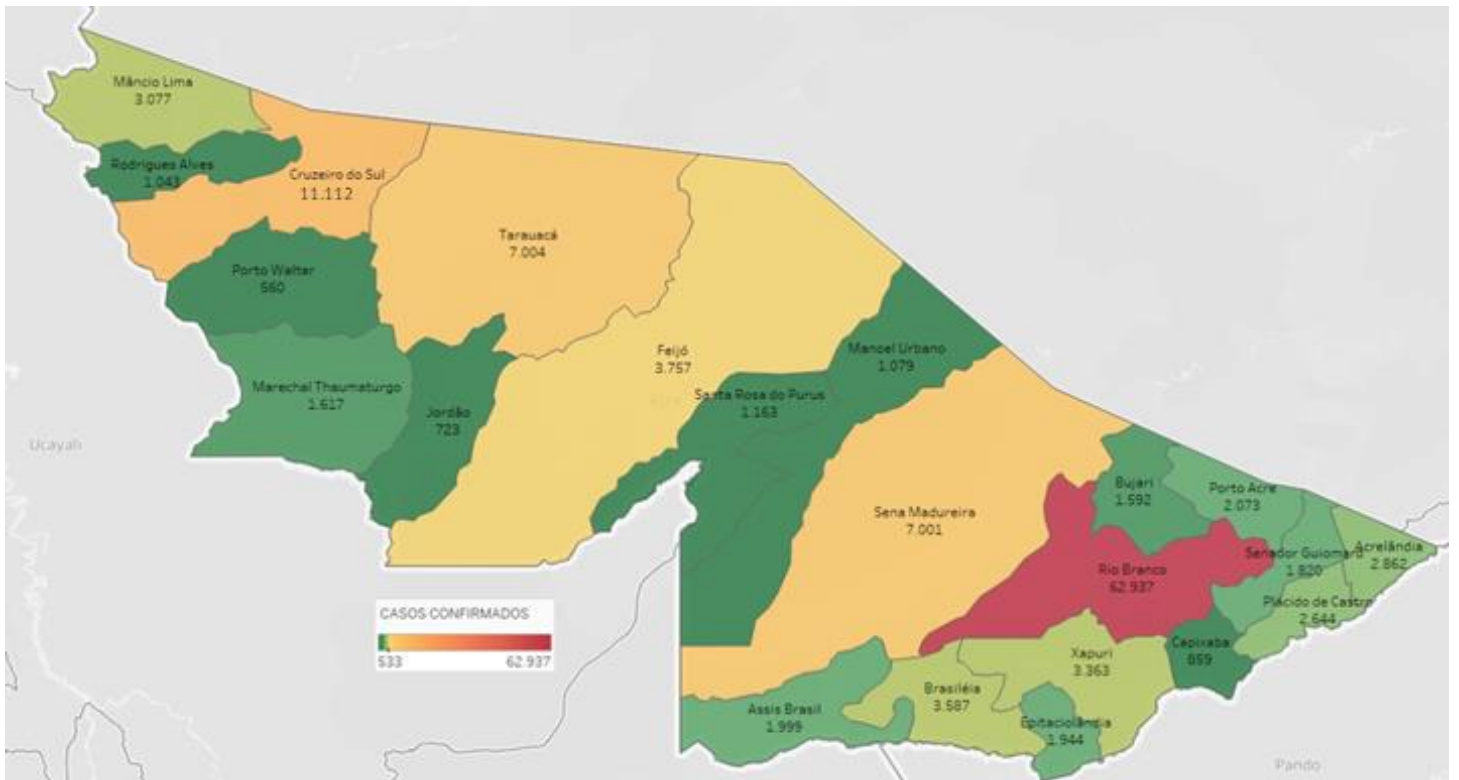 Mâncio Lima
3.077
Rodrigues Alves
1.043
Cruzeiro do Sul
11.112
Tarauacá
7.004
Porto Walter
560
Feijó
3.757
Manoel Urbano
1.079
Marechal Thaumaturgo
1.617
Jordão
723
Santa Rosa do Purus
1.163
Ucayali
Sena Madureira
7.001
Bujari
1.592
Porto Acre
2.073
Senador Guiomard
1.820
Acrelândia
2.862
Rio Branco
62.937
Plácido de Castro
2.644
CASOS CONFIRMADOS
533
62.937
Capixaba
859
Xapuri
3.363
Brasiléia
3.587
Assis Brasil
1.999
Epitaciolândia
1.944
Pando